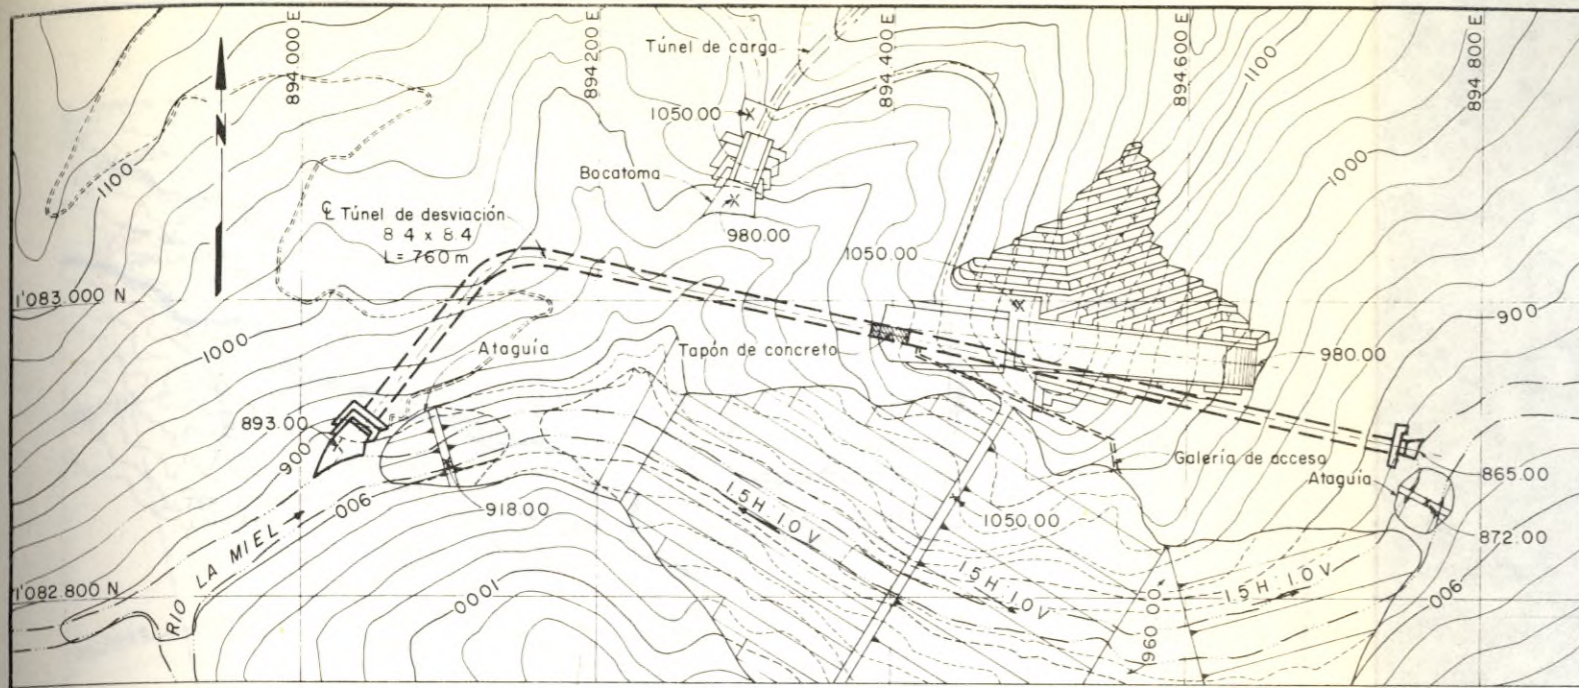 894.000 E
894.200 E
894.400 E
894.600 E
894.800 E
Túnel de carga
1100
1050.00
N
Bocatoma
1000
1100
℄ Túnel de desviación
8.4 x 8.4
L = 760 m
980.00
1050.00
1'083.000 N
900
1000
Ataguía
Tapón de concreto
980.00
893.00
900
Galería de acceso
865.00
Ataguía
900
918.00
1.5H 1.0V
1050.00
872.00
RIO LA MIEL
1.5H 1.0V
1.5H 1.0V
1'082.800 N
1000
960.00
900